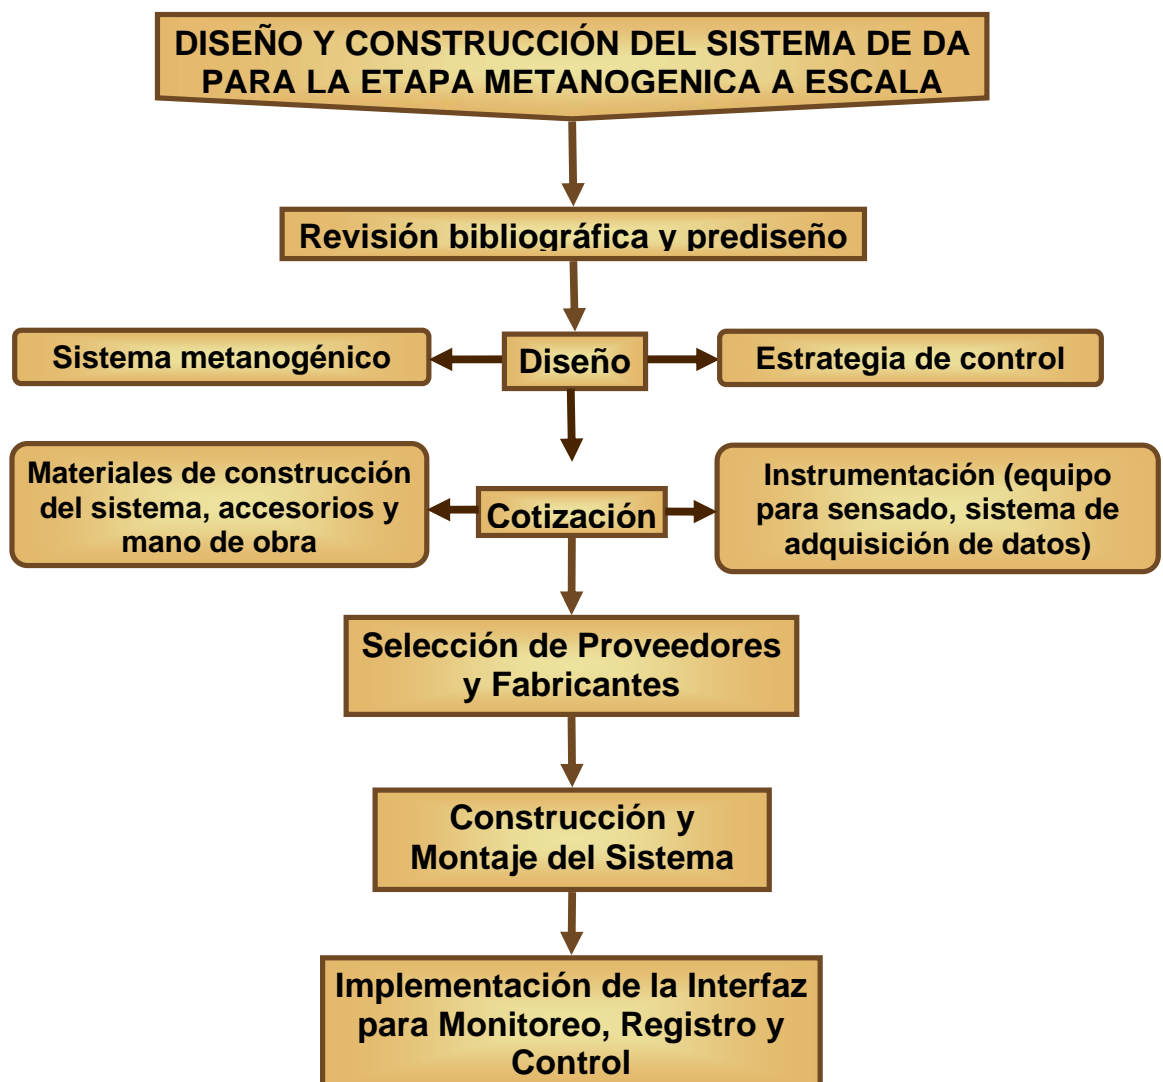 DISEÑO Y CONSTRUCCIÓN DEL SISTEMA DE DA
PARA LA ETAPA METANOGENICA A ESCALA
Revisión bibliográfica y prediseño
Sistema metanogénico
Diseño
Estrategia de control
Materiales de construcción
del sistema, accesorios y
mano de obra
Cotización
Instrumentación (equipo
para sensado, sistema de
adquisición de datos)
Selección de Proveedores
y Fabricantes
Construcción y
Montaje del Sistema
Implementación de la Interfaz
para Monitoreo, Registro y
Control